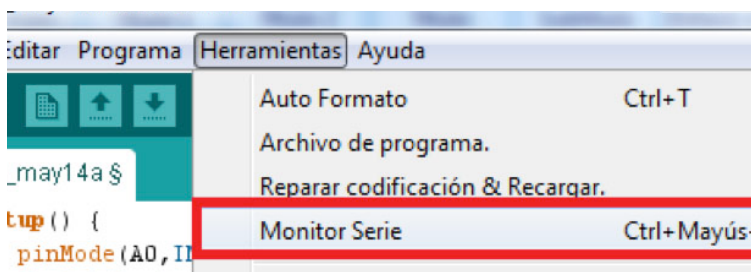 Editar Programa Herramientas Ayuda
Auto Formato Ctrl+T
Archivo de programa.
_may14a §
Reparar codificación & Recargar.
tup() {
Monitor Serie Ctrl+Mayús+
pinMode(A0,IN